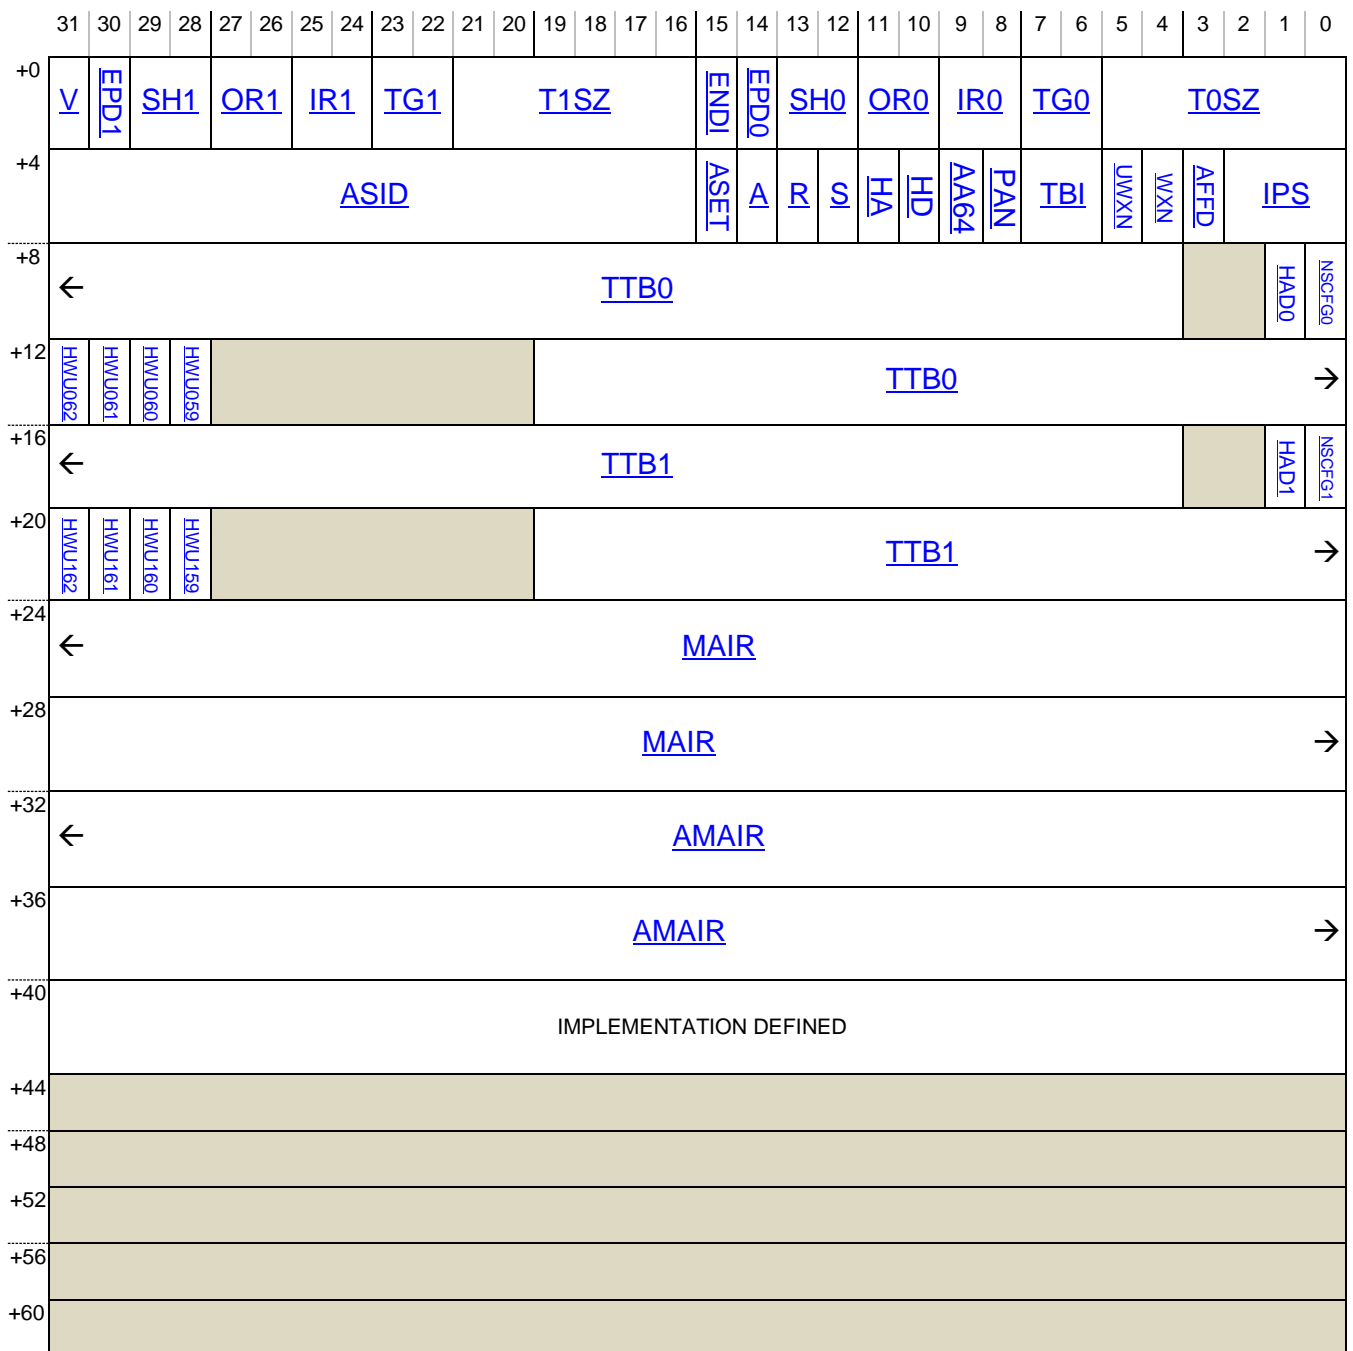 31 30 29 28 27 26 25 24 23 22 21 20 19 18 17 16 15 14 13 12 11 10 9 8 7 6 5 4 3 2 1 0
+0 V EPD1 SH1 OR1 IR1 TG1 T1SZ ENDI EPD0 SH0 OR0 IR0 TG0 T0SZ
+4 ASID ASET A R S HA HD AA64 PAN TBI UWXN WXN AFFD IPS
+8 ← TTB0 HAD0 NSCFG0
+12 HWU062 HWU061 HWU060 HWU059 TTB0 →
+16 ← TTB1 HAD1 NSCFG1
+20 HWU162 HWU161 HWU160 HWU159 TTB1 →
+24 ← MAIR
+28 MAIR →
+32 ← AMAIR
+36 AMAIR →
+40 IMPLEMENTATION DEFINED
+44
+48
+52
+56
+60